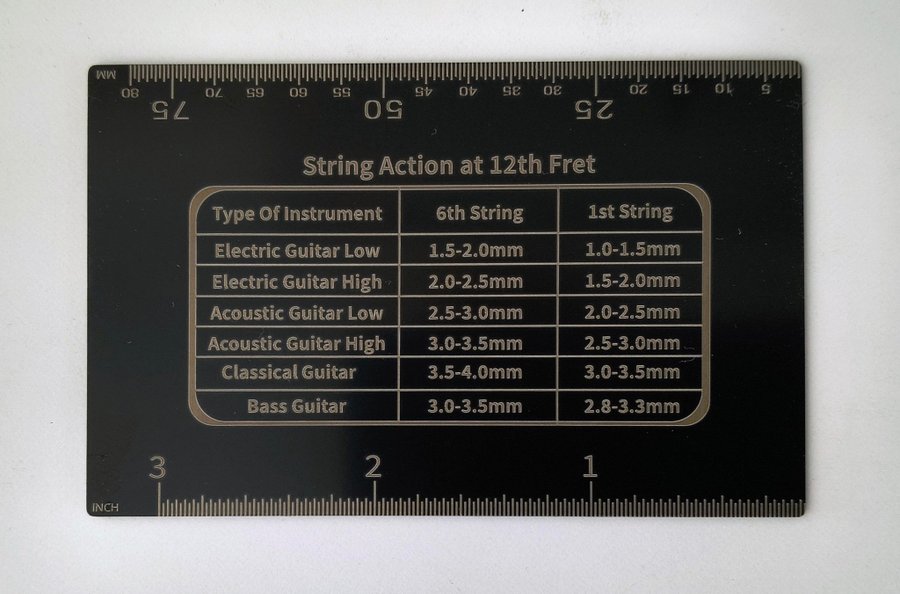 MM
80 75 70 65 60 55 50 45 40 35 30 25 20 15 10 5
String Action at 12th Fret
Type Of Instrument 6th String 1st String
Electric Guitar Low 1.5-2.0mm 1.0-1.5mm
Electric Guitar High 2.0-2.5mm 1.5-2.0mm
Acoustic Guitar Low 2.5-3.0mm 2.0-2.5mm
Acoustic Guitar High 3.0-3.5mm 2.5-3.0mm
Classical Guitar 3.5-4.0mm 3.0-3.5mm
Bass Guitar 3.0-3.5mm 2.8-3.3mm
3 2 1
INCH